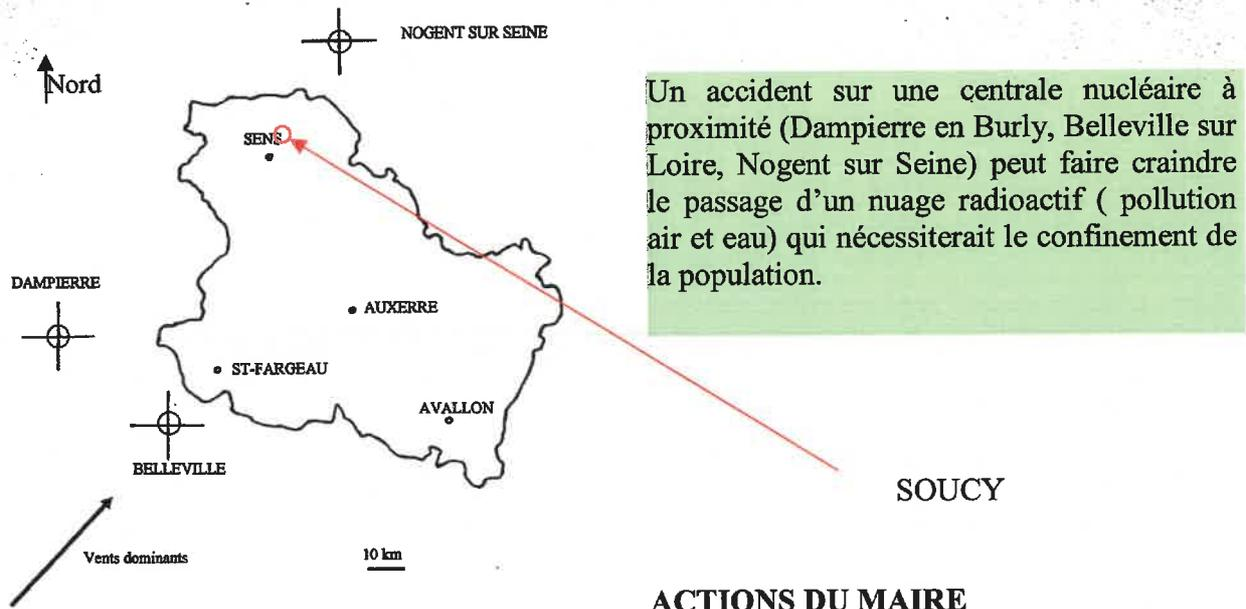 NOGENT SUR SEINE
Nord
Un accident sur une centrale nucléaire à
proximité (Dampierre en Burly, Belleville sur
Loire, Nogent sur Seine) peut faire craindre
le passage d'un nuage radioactif ( pollution
air et eau) qui nécessiterait le confinement de
la population.
SENS
DAMPIERRE
AUXERRE
ST-FARGEAU
AVALLON
BELLEVILLE
SOUCY
Vents dominants
10 km
ACTIONS DU MAIRE